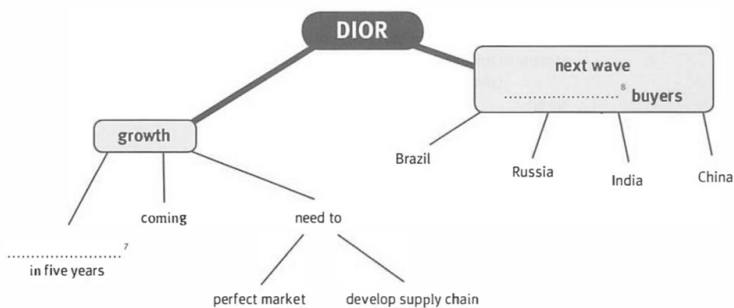 DIOR
next wave
.................... 8 buyers
growth
Brazil
Russia
India
China
coming
need to
.................... 7
in five years
perfect market
develop supply chain